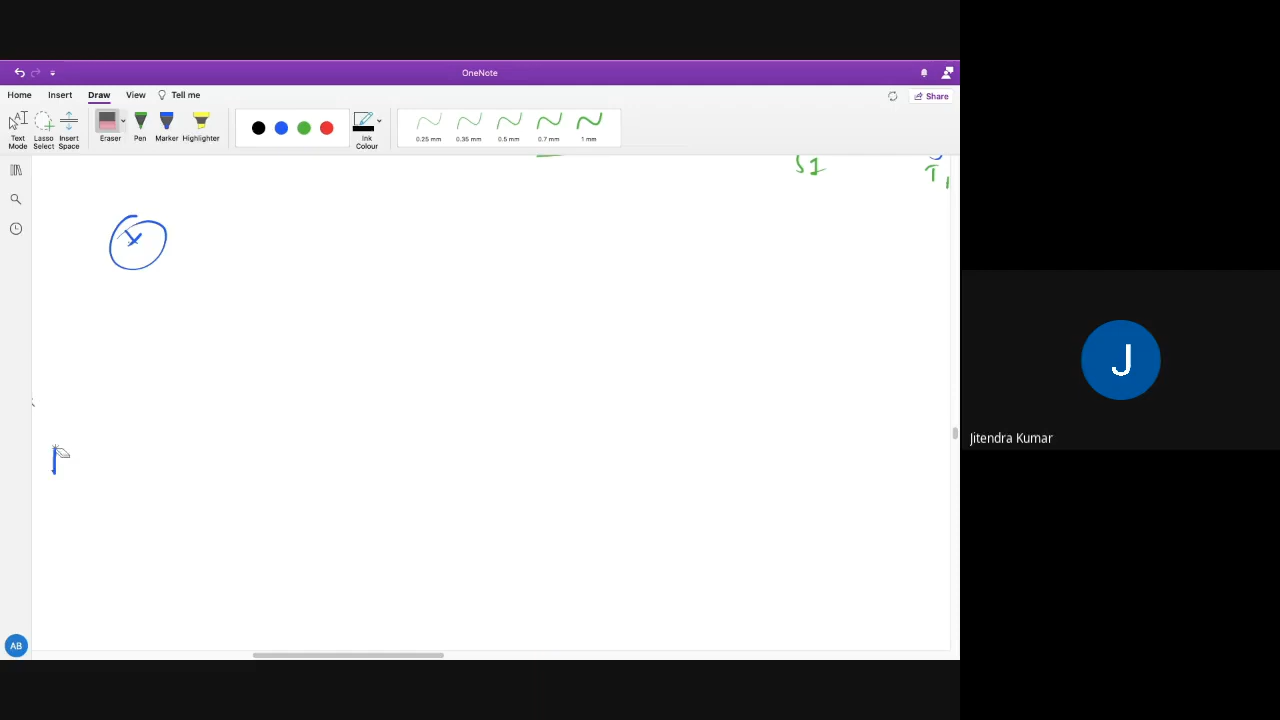 OneNote
Home Insert Draw View Tell me
Share
Text Mode
Lasso Select
Insert Space
Eraser
Pen
Marker
Highlighter
Ink Colour
0.25 mm 0.35 mm 0.5 mm 0.7 mm 1 mm
J
Jitendra Kumar
AB